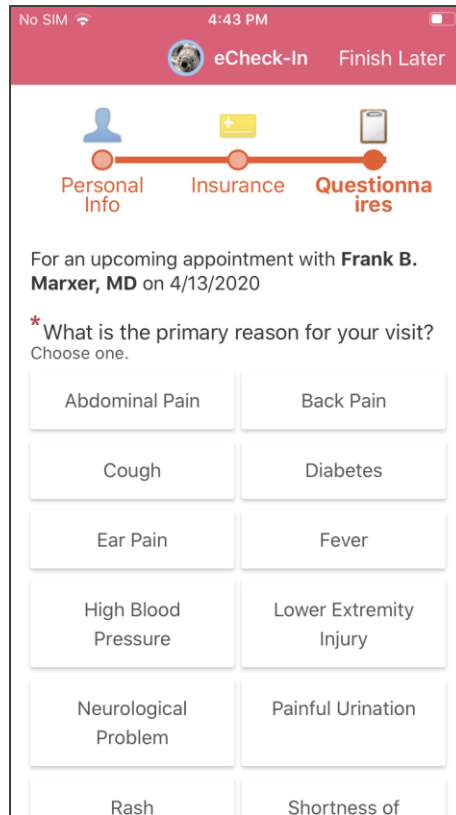 No SIM 4:43 PM
eCheck-In Finish Later
Personal Info
Insurance
Questionna
ires
For an upcoming appointment with Frank B.
Marxer, MD on 4/13/2020
*What is the primary reason for your visit?
Choose one.
Abdominal Pain
Back Pain
Cough
Diabetes
Ear Pain
Fever
High Blood
Pressure
Lower Extremity
Injury
Neurological
Problem
Painful Urination
Rash
Shortness of